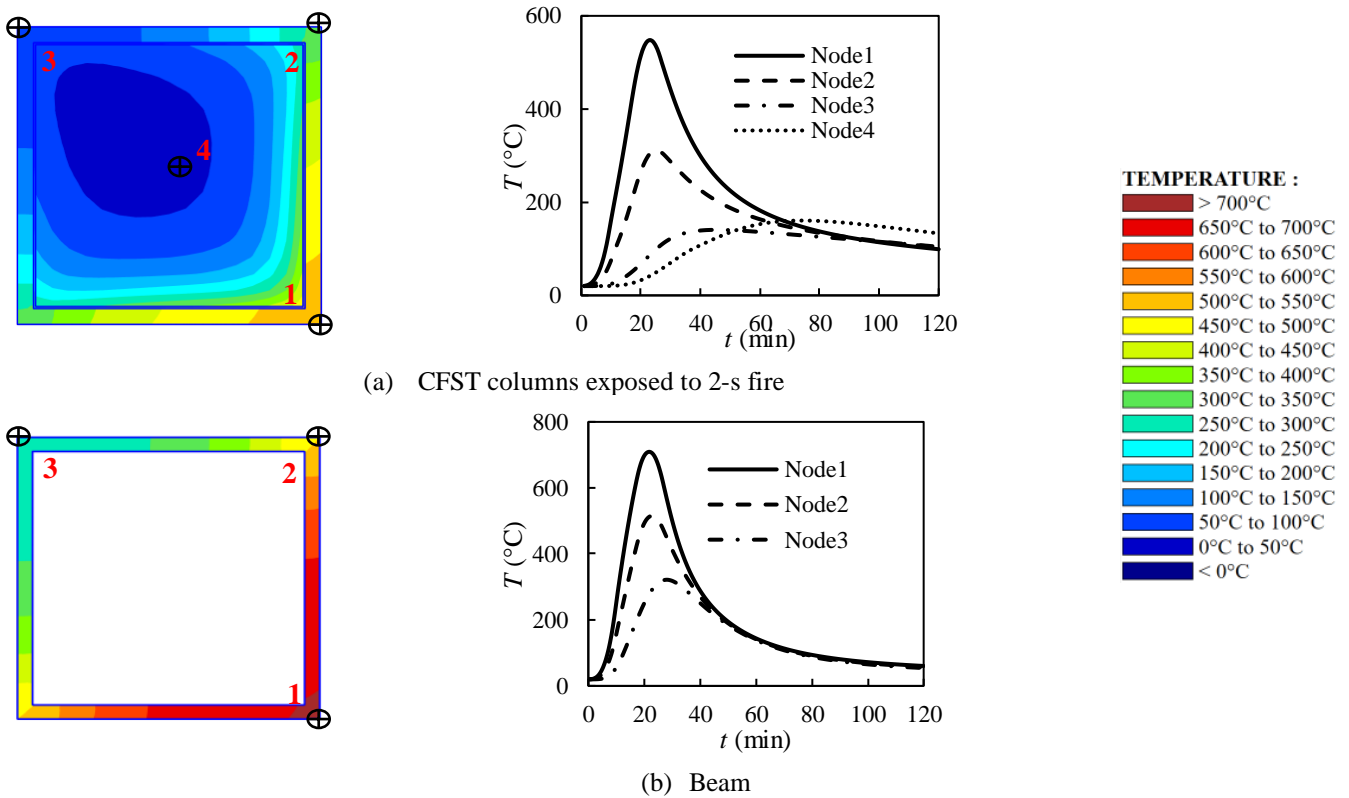 3
2
4
1
600
400
200
0
T (°C)
Node1
Node2
Node3
Node4
0 20 40 60 80 100 120
t (min)
(a) CFST columns exposed to 2-s fire
3
2
1
800
600
400
200
0
T (°C)
Node1
Node2
Node3
0 20 40 60 80 100 120
t (min)
(b) Beam
TEMPERATURE :
> 700°C
650°C to 700°C
600°C to 650°C
550°C to 600°C
500°C to 550°C
450°C to 500°C
400°C to 450°C
350°C to 400°C
300°C to 350°C
250°C to 300°C
200°C to 250°C
150°C to 200°C
100°C to 150°C
50°C to 100°C
0°C to 50°C
< 0°C